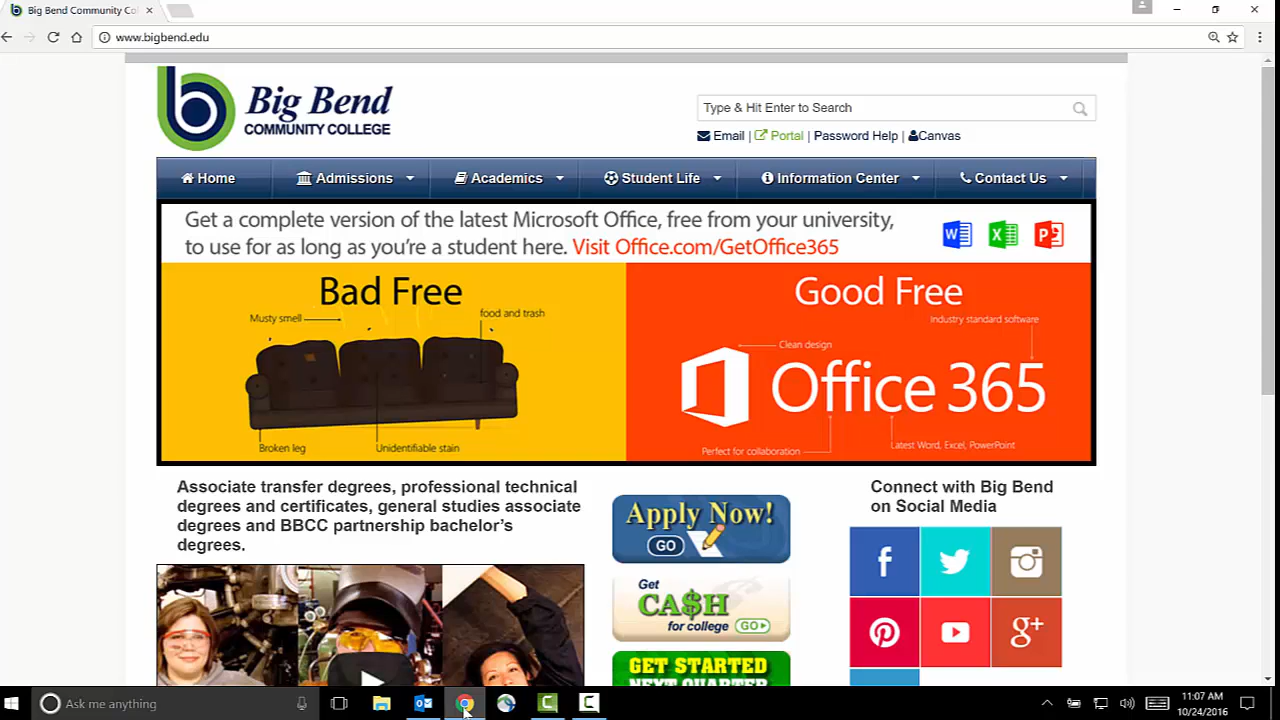 Big Bend Community Co
www.bigbend.edu
Big Bend
COMMUNITY COLLEGE
Type & Hit Enter to Search
Email | Portal | Password Help | Canvas
Home Admissions Academics Student Life Information Center Contact Us
Get a complete version of the latest Microsoft Office, free from your university,
to use for as long as you're a student here. Visit Office.com/GetOffice365
Bad Free
Musty smell
food and trash
Broken leg
Unidentifiable stain
Good Free
Industry standard software
Clean design
Office 365
Perfect for collaboration
Latest Word, Excel, PowerPoint
Associate transfer degrees, professional technical
degrees and certificates, general studies associate
degrees and BBCC partnership bachelor's
degrees.
Apply Now!
GO
Get
CA$H
for college GO
GET STARTED
NEXT QUARTER
Connect with Big Bend
on Social Media
Ask me anything
11:07 AM
10/24/2016